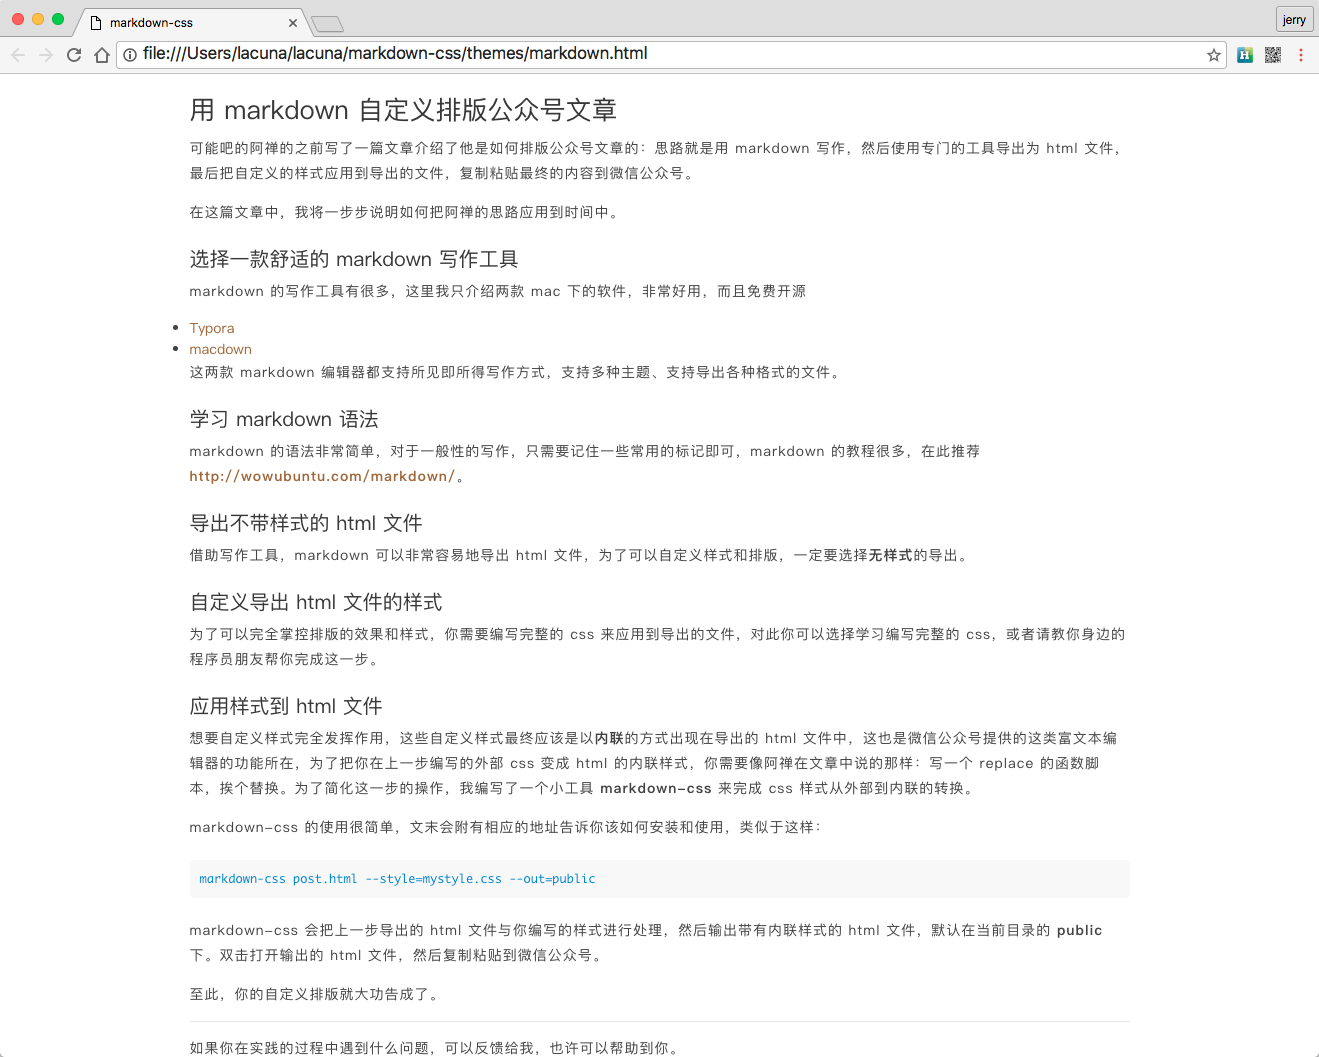 markdown-css
jerry
file:///Users/lacuna/lacuna/markdown-css/themes/markdown.html
用 markdown 自定义排版公众号文章
可能吧的阿禅的之前写了一篇文章介绍了他是如何排版公众号文章的：思路就是用 markdown 写作，然后使用专门的工具导出为 html 文件，
最后把自定义的样式应用到导出的文件，复制粘贴最终的内容到微信公众号。
在这篇文章中，我将一步步说明如何把阿禅的思路应用到时间中。
选择一款舒适的 markdown 写作工具
markdown 的写作工具有很多，这里我只介绍两款 mac 下的软件，非常好用，而且免费开源
• Typora
• macdown
这两款 markdown 编辑器都支持所见即所得写作方式，支持多种主题、支持导出各种格式的文件。
学习 markdown 语法
markdown 的语法非常简单，对于一般性的写作，只需要记住一些常用的标记即可，markdown 的教程很多，在此推荐
http://wowubuntu.com/markdown/。
导出不带样式的 html 文件
借助写作工具，markdown 可以非常容易地导出 html 文件，为了可以自定义样式和排版，一定要选择无样式的导出。
自定义导出 html 文件的样式
为了可以完全掌控排版的效果和样式，你需要编写完整的 css 来应用到导出的文件，对此你可以选择学习编写完整的 css，或者请教你身边的
程序员朋友帮你完成这一步。
应用样式到 html 文件
想要自定义样式完全发挥作用，这些自定义样式最终应该是以内联的方式出现在导出的 html 文件中，这也是微信公众号提供的这类富文本编
辑器的功能所在，为了把你在上一步编写的外部 css 变成 html 的内联样式，你需要像阿禅在文章中说的那样：写一个 replace 的函数脚
本，挨个替换。为了简化这一步的操作，我编写了一个小工具 markdown-css 来完成 css 样式从外部到内联的转换。
markdown-css 的使用很简单，文末会附有相应的地址告诉你该如何安装和使用，类似于这样：
markdown-css post.html --style=mystyle.css --out=public
markdown-css 会把上一步导出的 html 文件与你编写的样式进行处理，然后输出带有内联样式的 html 文件，默认在当前目录的 public
下。双击打开输出的 html 文件，然后复制粘贴到微信公众号。
至此，你的自定义排版就大功告成了。
如果你在实践的过程中遇到什么问题，可以反馈给我，也许可以帮助到你。